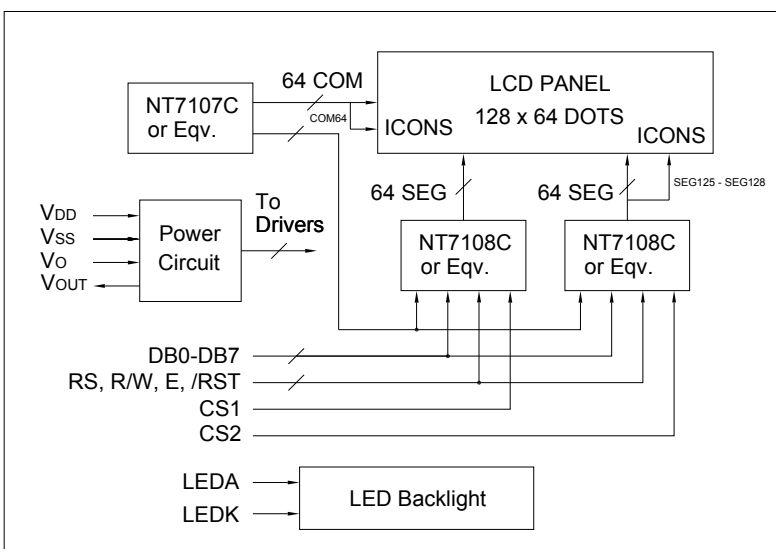 64 COM
LCD PANEL
128 x 64 DOTS
ICONS
ICONS
NT7107C
or Eqv.
COM64
64 SEG
64 SEG
SEG125 - SEG128
To
Drivers
VDD
VSS
VO
VOUT
Power
Circuit
NT7108C
or Eqv.
NT7108C
or Eqv.
DB0-DB7
RS, R/W, E, /RST
CS1
CS2
LEDA
LEDK
LED Backlight